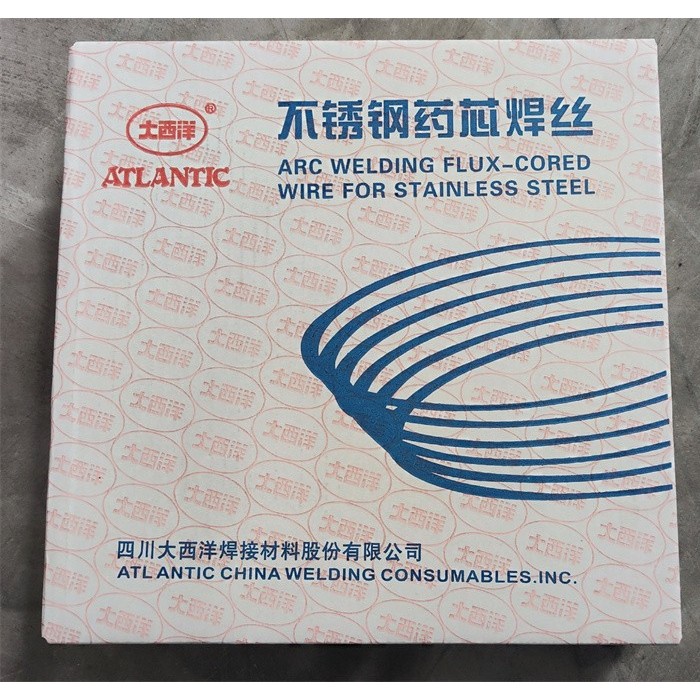 大西洋®
ATLANTIC
不锈钢药芯焊丝
ARC WELDING FLUX-CORED
WIRE FOR STAINLESS STEEL
四川大西洋焊接材料股份有限公司
ATLANTIC CHINA WELDING CONSUMABLES.INC.